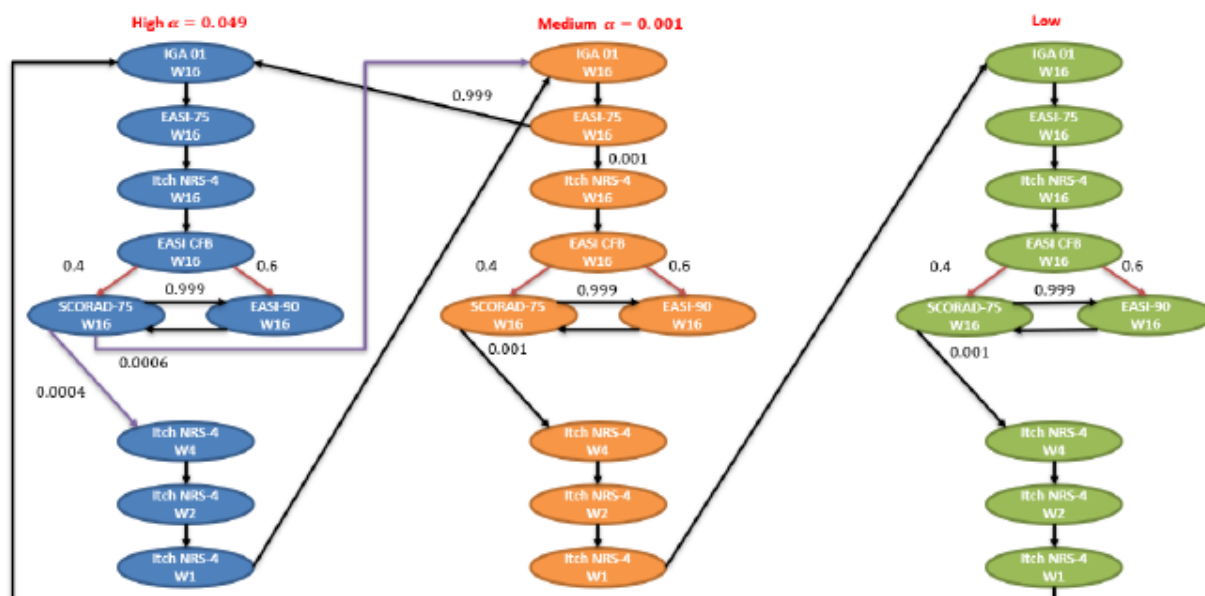 High α = 0.049
IGA 01
W16
EASI-75
W16
Itch NRS-4
W16
EASI CFB
W16
0.4
0.6
SCORAD-75
W16
0.999
EASI-90
W16
0.0006
0.0004
Itch NRS-4
W4
Itch NRS-4
W2
Itch NRS-4
W1
Medium α = 0.001
IGA 01
W16
0.999
EASI-75
W16
0.001
Itch NRS-4
W16
EASI CFB
W16
0.4
0.6
SCORAD-75
W16
0.999
EASI-90
W16
0.001
Itch NRS-4
W4
Itch NRS-4
W2
Itch NRS-4
W1
Low
IGA 01
W16
EASI-75
W16
Itch NRS-4
W16
EASI CFB
W16
0.4
0.6
SCORAD-75
W16
0.999
EASI-90
W16
0.001
Itch NRS-4
W4
Itch NRS-4
W2
Itch NRS-4
W1